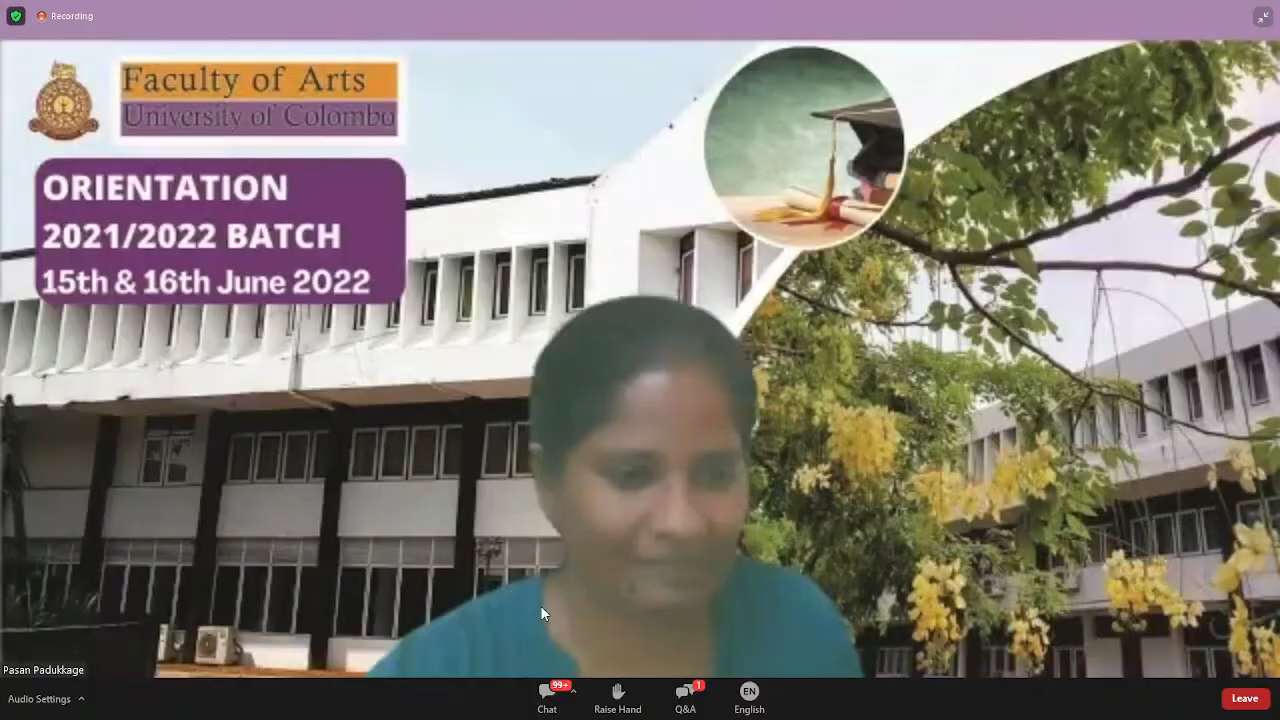 Recording
Faculty of Arts
University of Colombo
ORIENTATION
2021/2022 BATCH
15th & 16th June 2022
Pasan Padukkage
Audio Settings
99+
Chat
Raise Hand
1
Q&A
EN
English
Leave